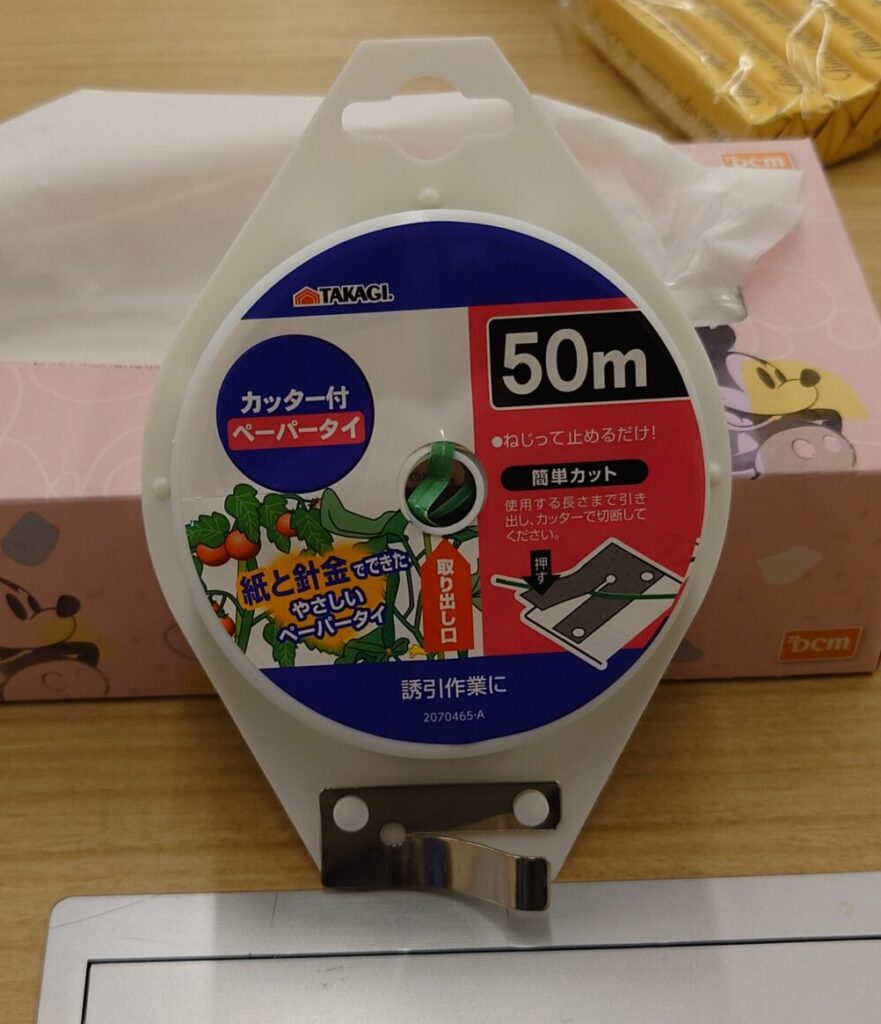 TAKAGI.
50m
カッター付
ペーパータイ
●ねじって止めるだけ!
簡単カット
使用する長さまで引き
出し、カッターで切断して
ください。
押す
紙と針金でできた
やさしい
ペーパータイ
取り出し口
誘引作業に
2070465-A
DCM
DCM